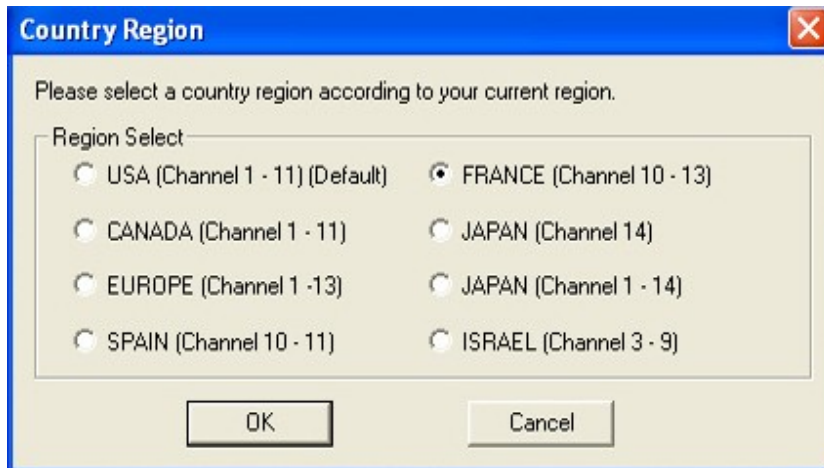 Country Region
Please select a country region according to your current region.
Region Select
USA (Channel 1 - 11) (Default)
FRANCE (Channel 10 - 13)
CANADA (Channel 1 - 11)
JAPAN (Channel 14)
EUROPE (Channel 1 -13)
JAPAN (Channel 1 - 14)
SPAIN (Channel 10 - 11)
ISRAEL (Channel 3 - 9)
OK
Cancel